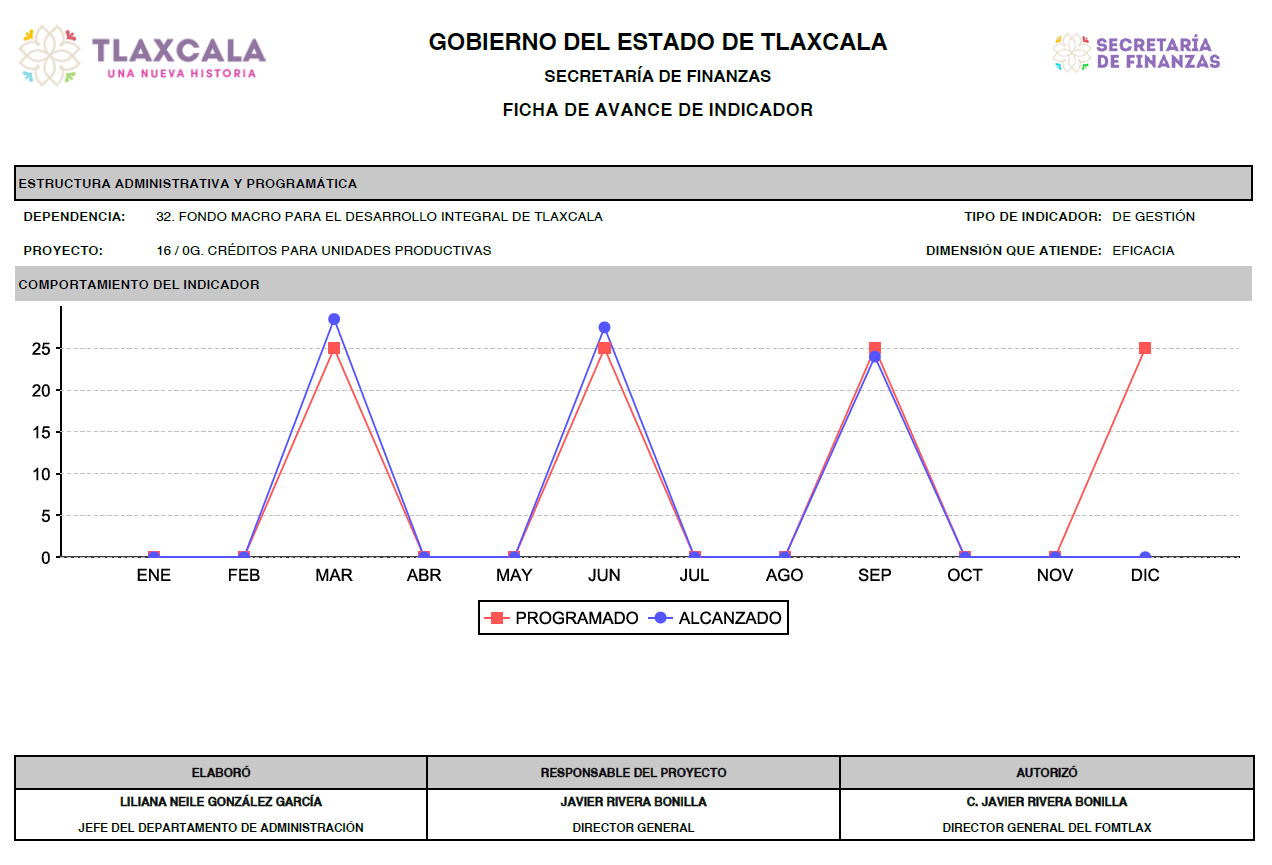 TLAXCALA
UNA NUEVA HISTORIA
GOBIERNO DEL ESTADO DE TLAXCALA
SECRETARÍA DE FINANZAS
FICHA DE AVANCE DE INDICADOR
SECRETARÍA
DE FINANZAS
ESTRUCTURA ADMINISTRATIVA Y PROGRAMÁTICA
DEPENDENCIA: 32. FONDO MACRO PARA EL DESARROLLO INTEGRAL DE TLAXCALA TIPO DE INDICADOR: DE GESTIÓN
PROYECTO: 16 / 0G. CRÉDITOS PARA UNIDADES PRODUCTIVAS DIMENSIÓN QUE ATIENDE: EFICACIA
COMPORTAMIENTO DEL INDICADOR
25
20
15
10
5
0
ENE FEB MAR ABR MAY JUN JUL AGO SEP OCT NOV DIC
PROGRAMADO ALCANZADO
ELABORÓ RESPONSABLE DEL PROYECTO AUTORIZÓ
LILIANA NEILE GONZÁLEZ GARCÍA JAVIER RIVERA BONILLA C. JAVIER RIVERA BONILLA
JEFE DEL DEPARTAMENTO DE ADMINISTRACIÓN DIRECTOR GENERAL DIRECTOR GENERAL DEL FOMTLAX